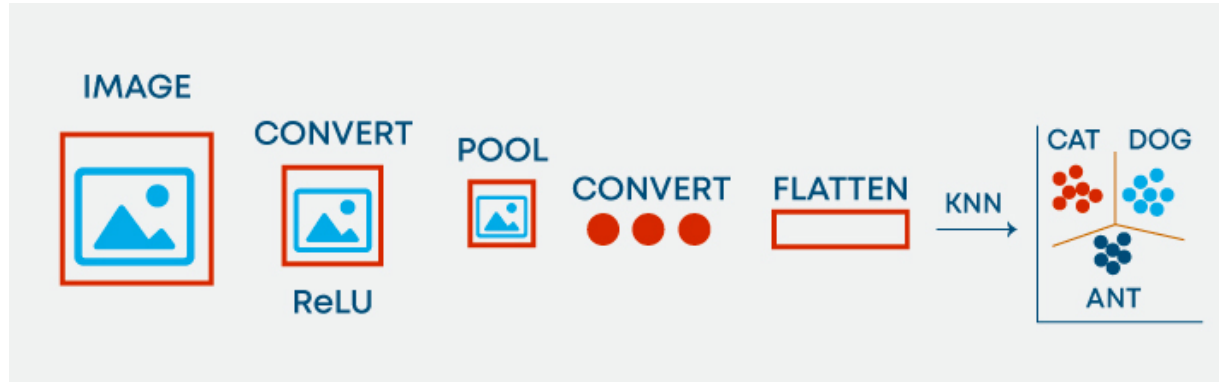 IMAGE
CONVERT
ReLU
POOL
CONVERT
FLATTEN
KNN
CAT DOG
ANT